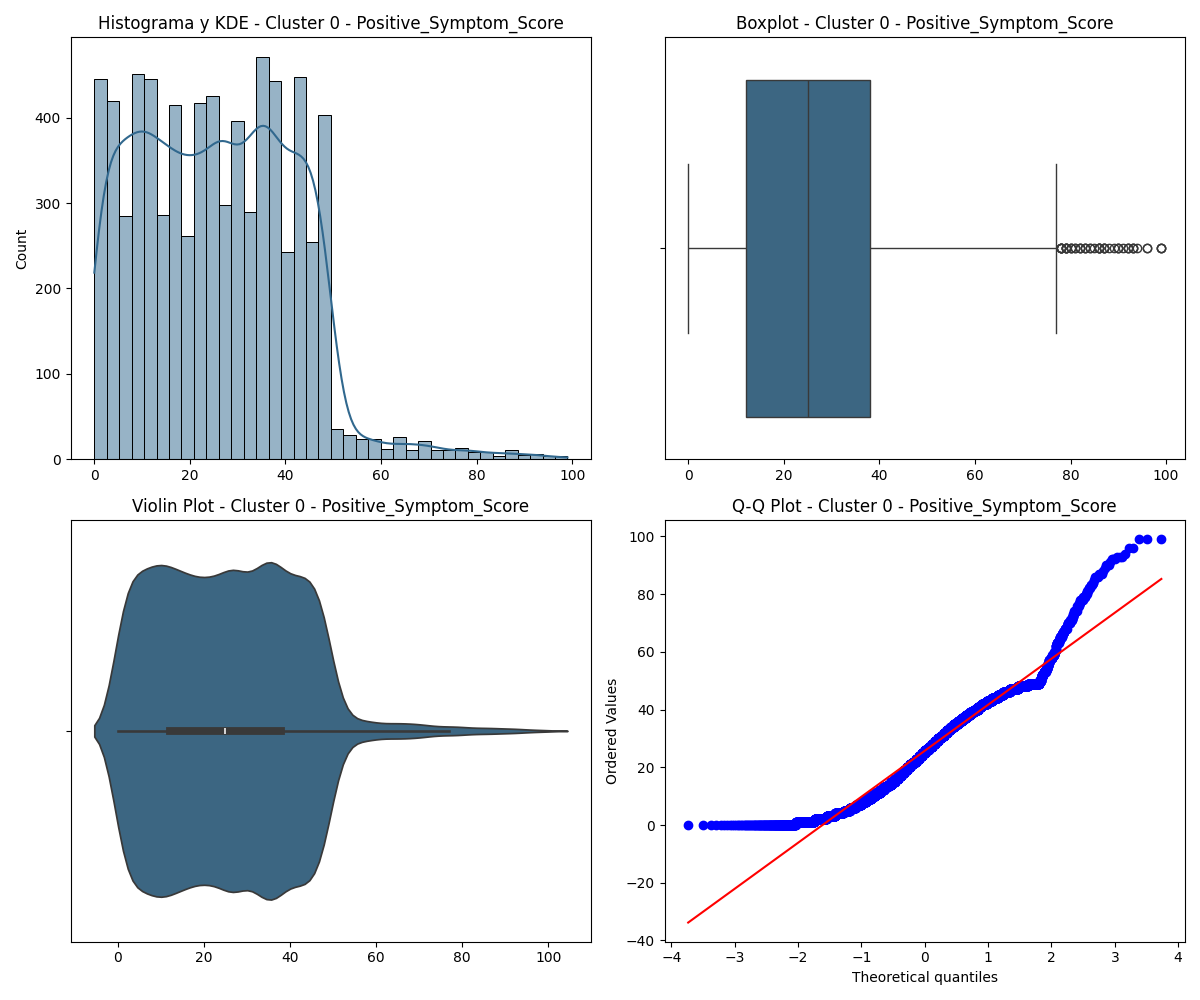 Histograma y KDE - Cluster 0 - Positive_Symptom_Score
Count
400
300
200
100
0
0 20 40 60 80 100
Boxplot - Cluster 0 - Positive_Symptom_Score
0 20 40 60 80 100
Violin Plot - Cluster 0 - Positive_Symptom_Score
0 20 40 60 80 100
Q-Q Plot - Cluster 0 - Positive_Symptom_Score
Ordered Values
100
80
60
40
20
0
−20
−40
−4 −3 −2 −1 0 1 2 3 4
Theoretical quantiles